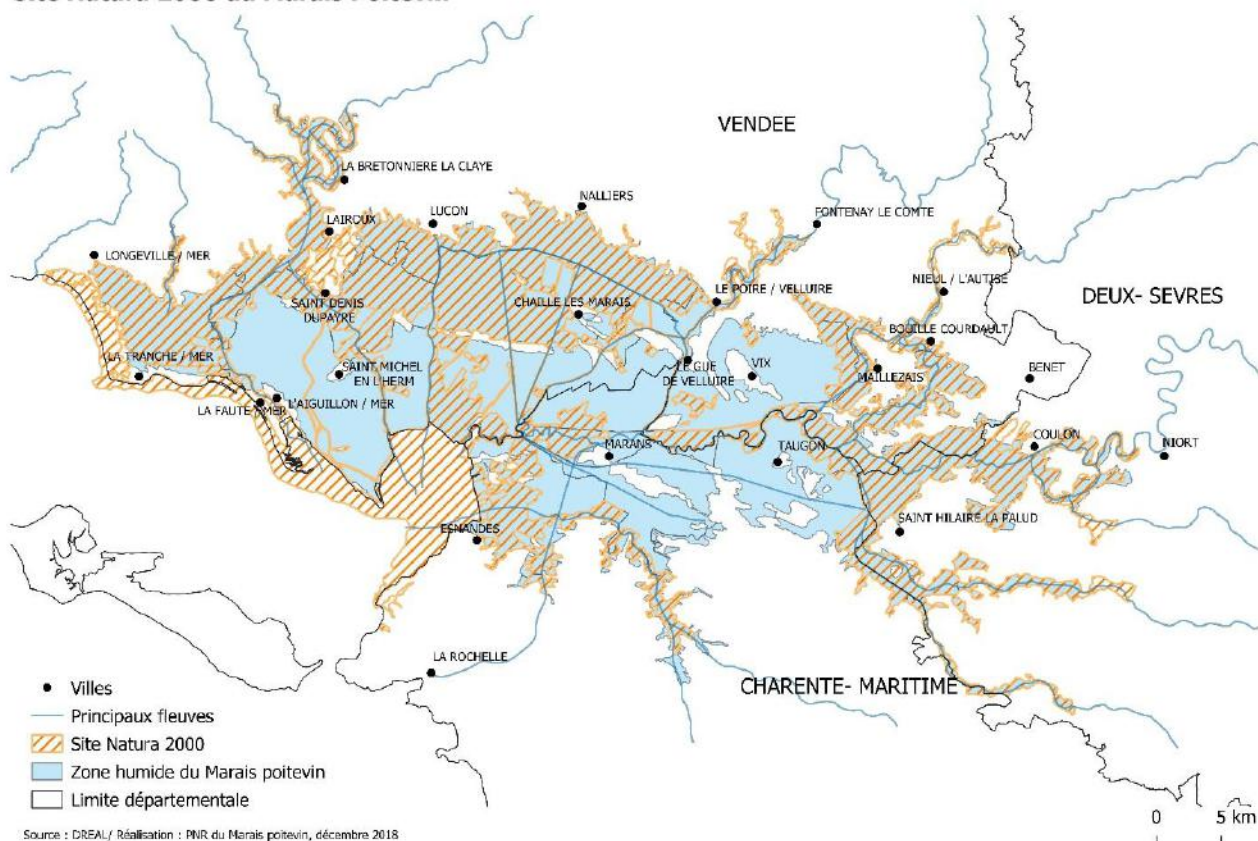 VENDEE
LA BRETONNIERE LA CLAYE
NALLIERS
LUCON
FONTENAY LE COMTE
LAIROUX
LONGEVILLE / MER
NIEUL / L'AUTISE
DEUX- SEVRES
SAINT DENIS
DUPAYRE
CHAILLE LES MARAIS
LE POIRE / VELLUIRE
BOUILLE COURDAULT
LA TRANCHE / MER
SAINT MICHEL
EN L'HERM
LE GUE
DE VELLUIRE
VIX
MAILLEZAIS
BENET
LA FAUTE / MER
L'AIGUILLON / MER
MARANS
TAUGON
COULON
NIORT
ESNANDES
SAINT HILAIRE LA PALUD
LA ROCHELLE
CHARENTE- MARITIME
Villes
Principaux fleuves
Site Natura 2000
Zone humide du Marais poitevin
Limite départementale
0 5 km
Source : DREAL/ Réalisation : PNR du Marais poitevin, décembre 2018